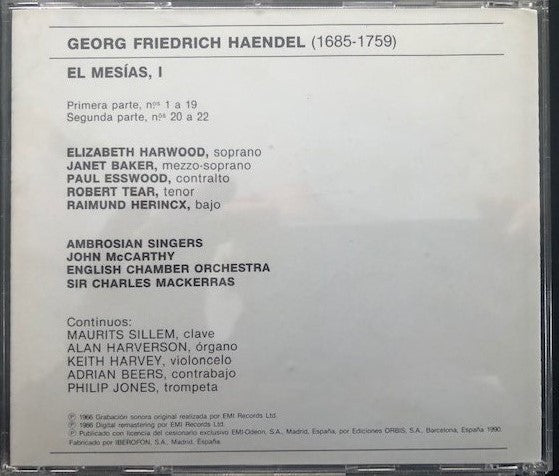 GEORG FRIEDRICH HAENDEL (1685-1759)
EL MESÍAS, I
Primera parte, n.ºs 1 a 19
Segunda parte, n.ºs 20 a 22
ELIZABETH HARWOOD, soprano
JANET BAKER, mezzo-soprano
PAUL ESSWOOD, contralto
ROBERT TEAR, tenor
RAIMUND HERINCX, bajo
AMBROSIAN SINGERS
JOHN McCARTHY
ENGLISH CHAMBER ORCHESTRA
SIR CHARLES MACKERRAS
Continuos:
MAURITS SILLEM, clave
ALAN HARVERSON, órgano
KEITH HARVEY, violoncelo
ADRIAN BEERS, contrabajo
PHILIP JONES, trompeta
℗ 1966 Grabación sonora original realizada por EMI Records Ltd.
℗ 1986 Digital remastering por EMI Records Ltd.
℗ Publicado con licencia del cesionario exclusivo EMI-Odeon, S.A., Madrid, España, por Ediciones ORBIS, S.A., Barcelona, España 1990.
Fabricado por IBEROFON, S.A., Madrid. España.